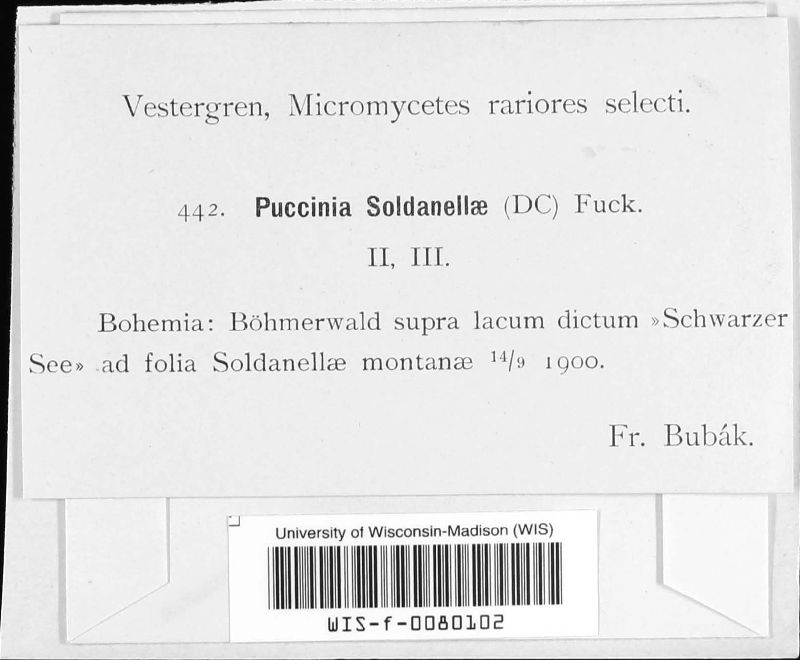 Vestergren, Micromycetes rariores selecti.
442. Puccinia Soldanellæ (DC) Fuck.
II, III.
Bohemia: Böhmerwald supra lacum dictum »Schwarzer
See» ad folia Soldanellæ montanæ 14/9 1900.
Fr. Bubák.
University of Wisconsin-Madison (WIS)
WIS-f-0080102